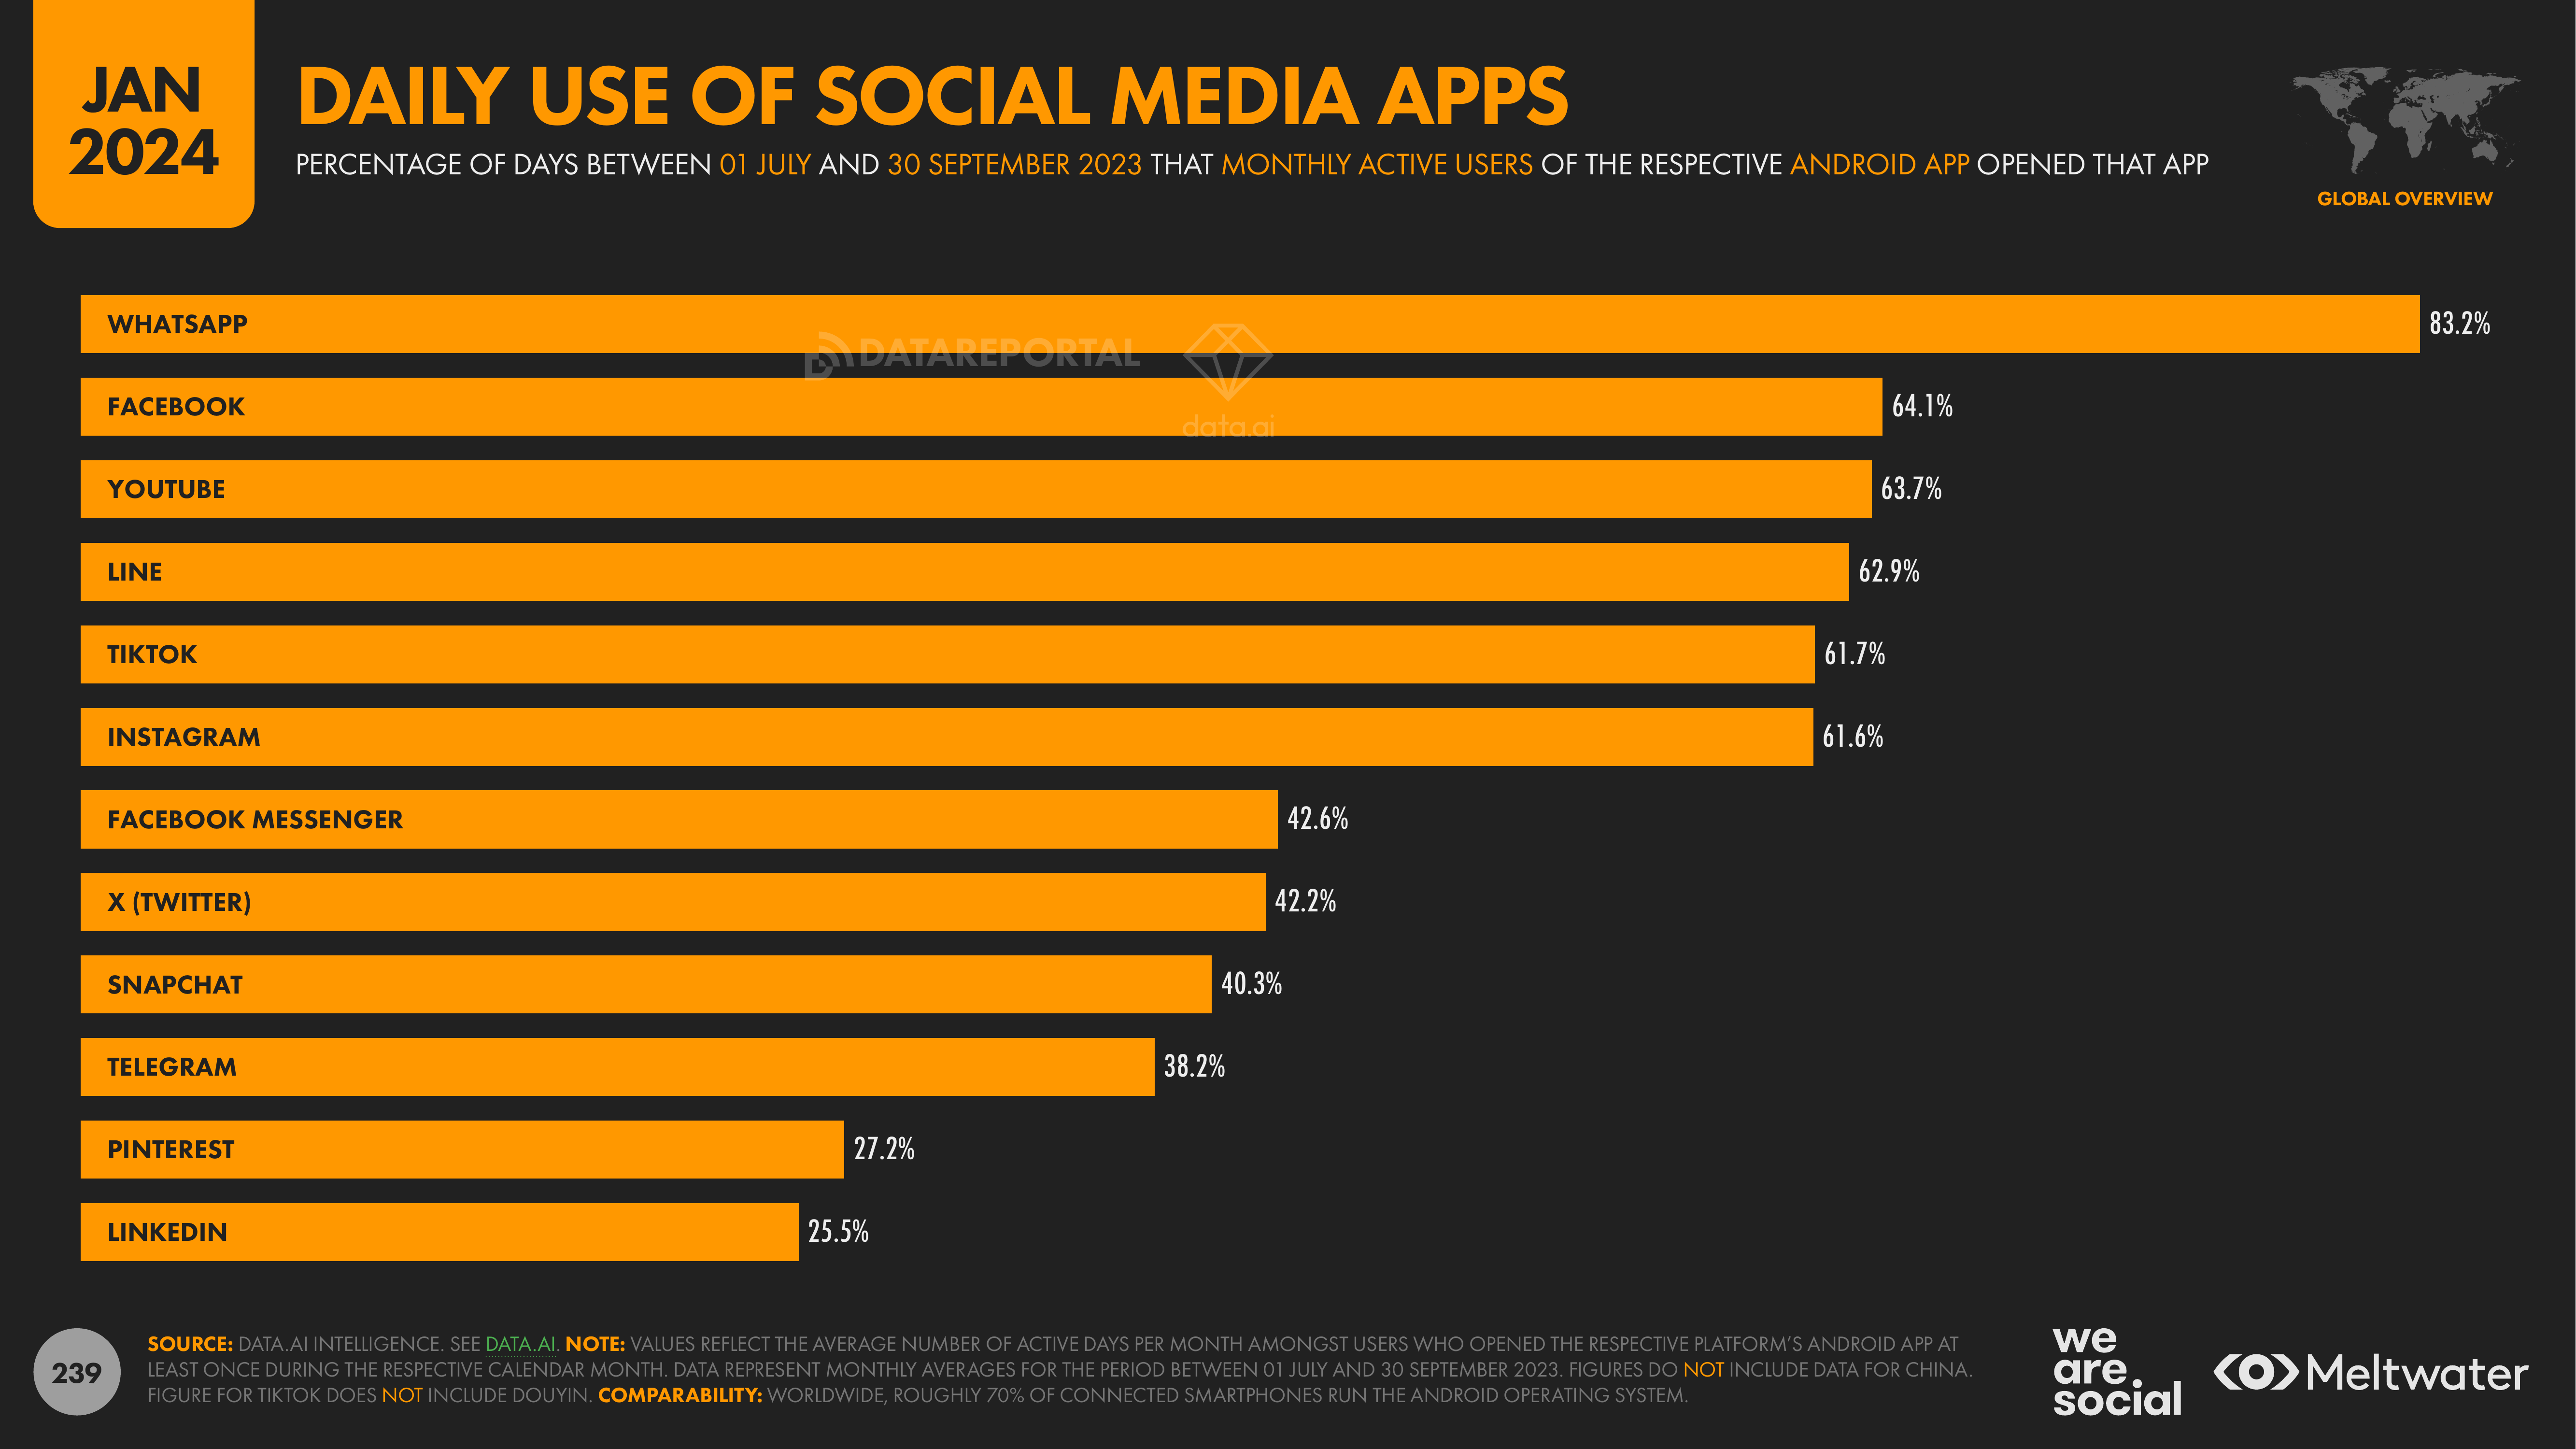 JAN
2024
DAILY USE OF SOCIAL MEDIA APPS
PERCENTAGE OF DAYS BETWEEN 01 JULY AND 30 SEPTEMBER 2023 THAT MONTHLY ACTIVE USERS OF THE RESPECTIVE ANDROID APP OPENED THAT APP
GLOBAL OVERVIEW
WHATSAPP 83.2%
DATAREPORTAL
FACEBOOK 64.1%
data.ai
YOUTUBE 63.7%
LINE 62.9%
TIKTOK 61.7%
INSTAGRAM 61.6%
FACEBOOK MESSENGER 42.6%
X (TWITTER) 42.2%
SNAPCHAT 40.3%
TELEGRAM 38.2%
PINTEREST 27.2%
LINKEDIN 25.5%
239
SOURCE: DATA.AI INTELLIGENCE. SEE DATA.AI. NOTE: VALUES REFLECT THE AVERAGE NUMBER OF ACTIVE DAYS PER MONTH AMONGST USERS WHO OPENED THE RESPECTIVE PLATFORM'S ANDROID APP AT
LEAST ONCE DURING THE RESPECTIVE CALENDAR MONTH. DATA REPRESENT MONTHLY AVERAGES FOR THE PERIOD BETWEEN 01 JULY AND 30 SEPTEMBER 2023. FIGURES DO NOT INCLUDE DATA FOR CHINA.
FIGURE FOR TIKTOK DOES NOT INCLUDE DOUYIN. COMPARABILITY: WORLDWIDE, ROUGHLY 70% OF CONNECTED SMARTPHONES RUN THE ANDROID OPERATING SYSTEM.
we
are.
social
Meltwater